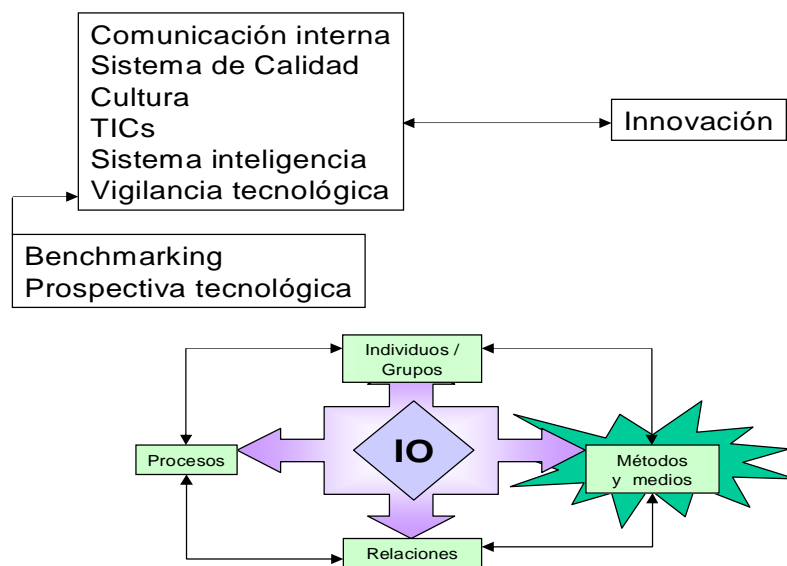 Comunicación interna
Sistema de Calidad
Cultura
TICs
Sistema inteligencia
Vigilancia tecnológica
Innovación
Benchmarking
Prospectiva tecnológica
Individuos /
Grupos
IO
Procesos
Métodos
y medios
Relaciones